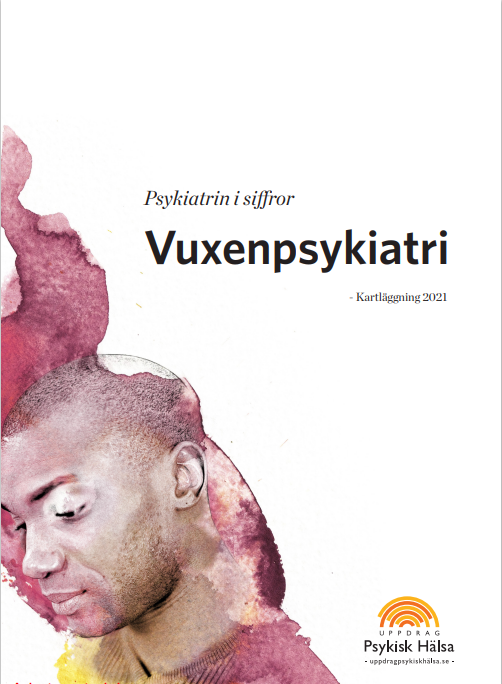 Psykiatrin i siffror
Vuxenpsykiatri
- Kartläggning 2021
UPPDRAG
Psykisk Hälsa
- uppdragpsykiskhälsa.se -